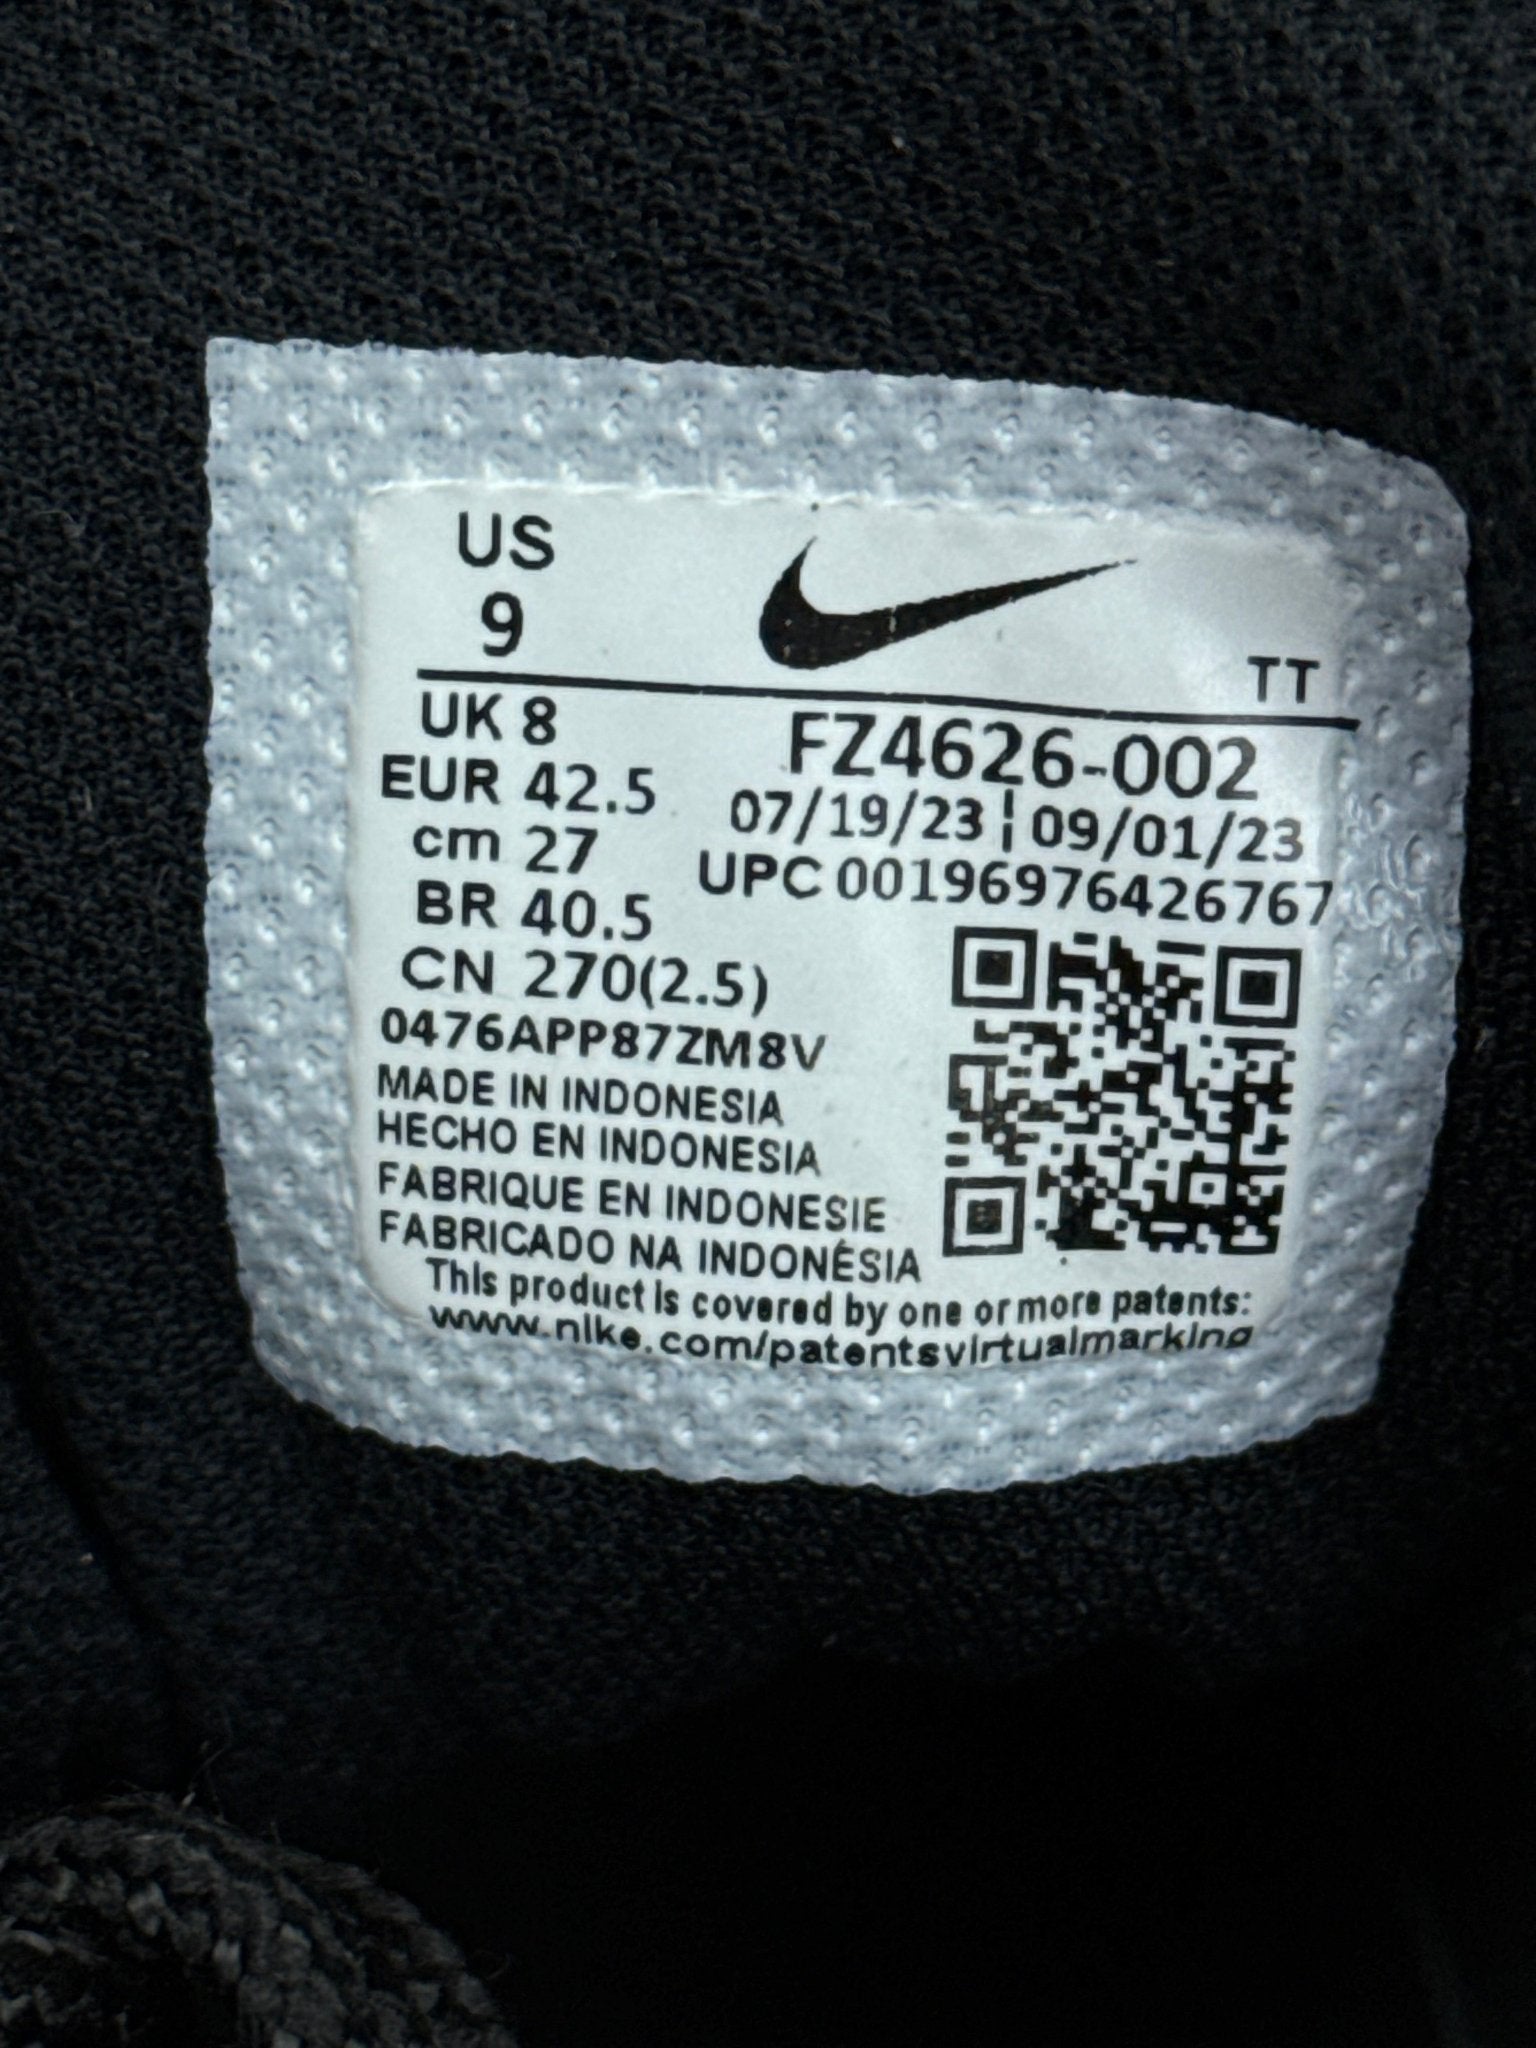 US
9
TT
UK 8
EUR 42.5
cm 27
BR 40.5
CN 270(2.5)
FZ4626-002
07/19/23 ¦ 09/01/23
UPC 00196976426767
0476APP87ZM8V
MADE IN INDONESIA
HECHO EN INDONESIA
FABRIQUE EN INDONESIE
FABRICADO NA INDONÉSIA
This product is covered by one or more patents:
www.nike.com/patentsvirtualmarking